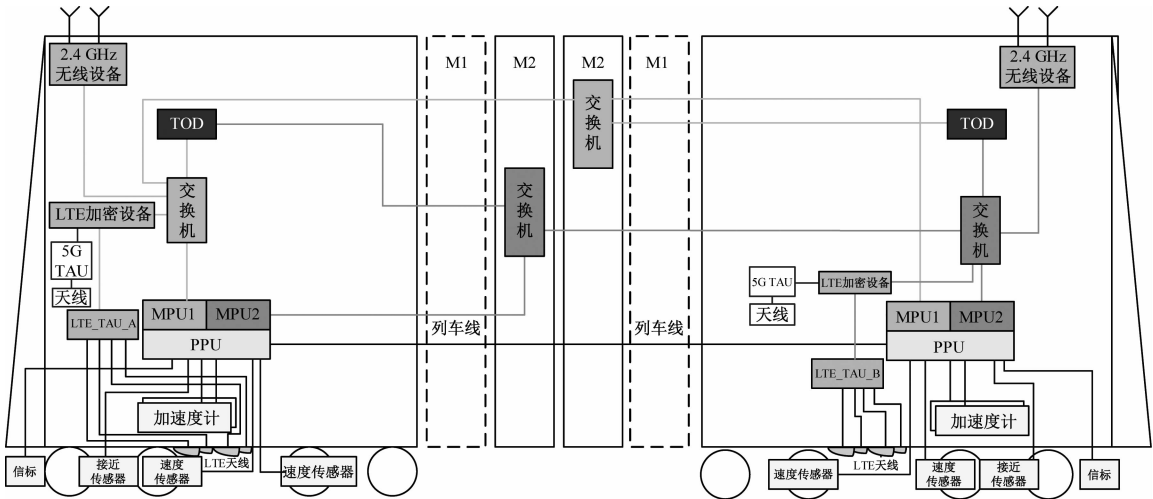 2.4 GHz
无线设备
TOD
交
换
机
LTE加密设备
5G
TAU
天线
LTE_TAU_A
MPU1
MPU2
PPU
加速度计
信标
接近
传感器
速度
传感器
LTE天线
速度传感器
M1
列车线
M2
交
换
机
M2
交
换
机
M1
列车线
2.4 GHz
无线设备
TOD
交
换
机
5G TAU
天线
LTE加密设备
LTE_TAU_B
MPU1
MPU2
PPU
加速度计
速度传感器
LTE天线
速度
传感器
接近
传感器
信标